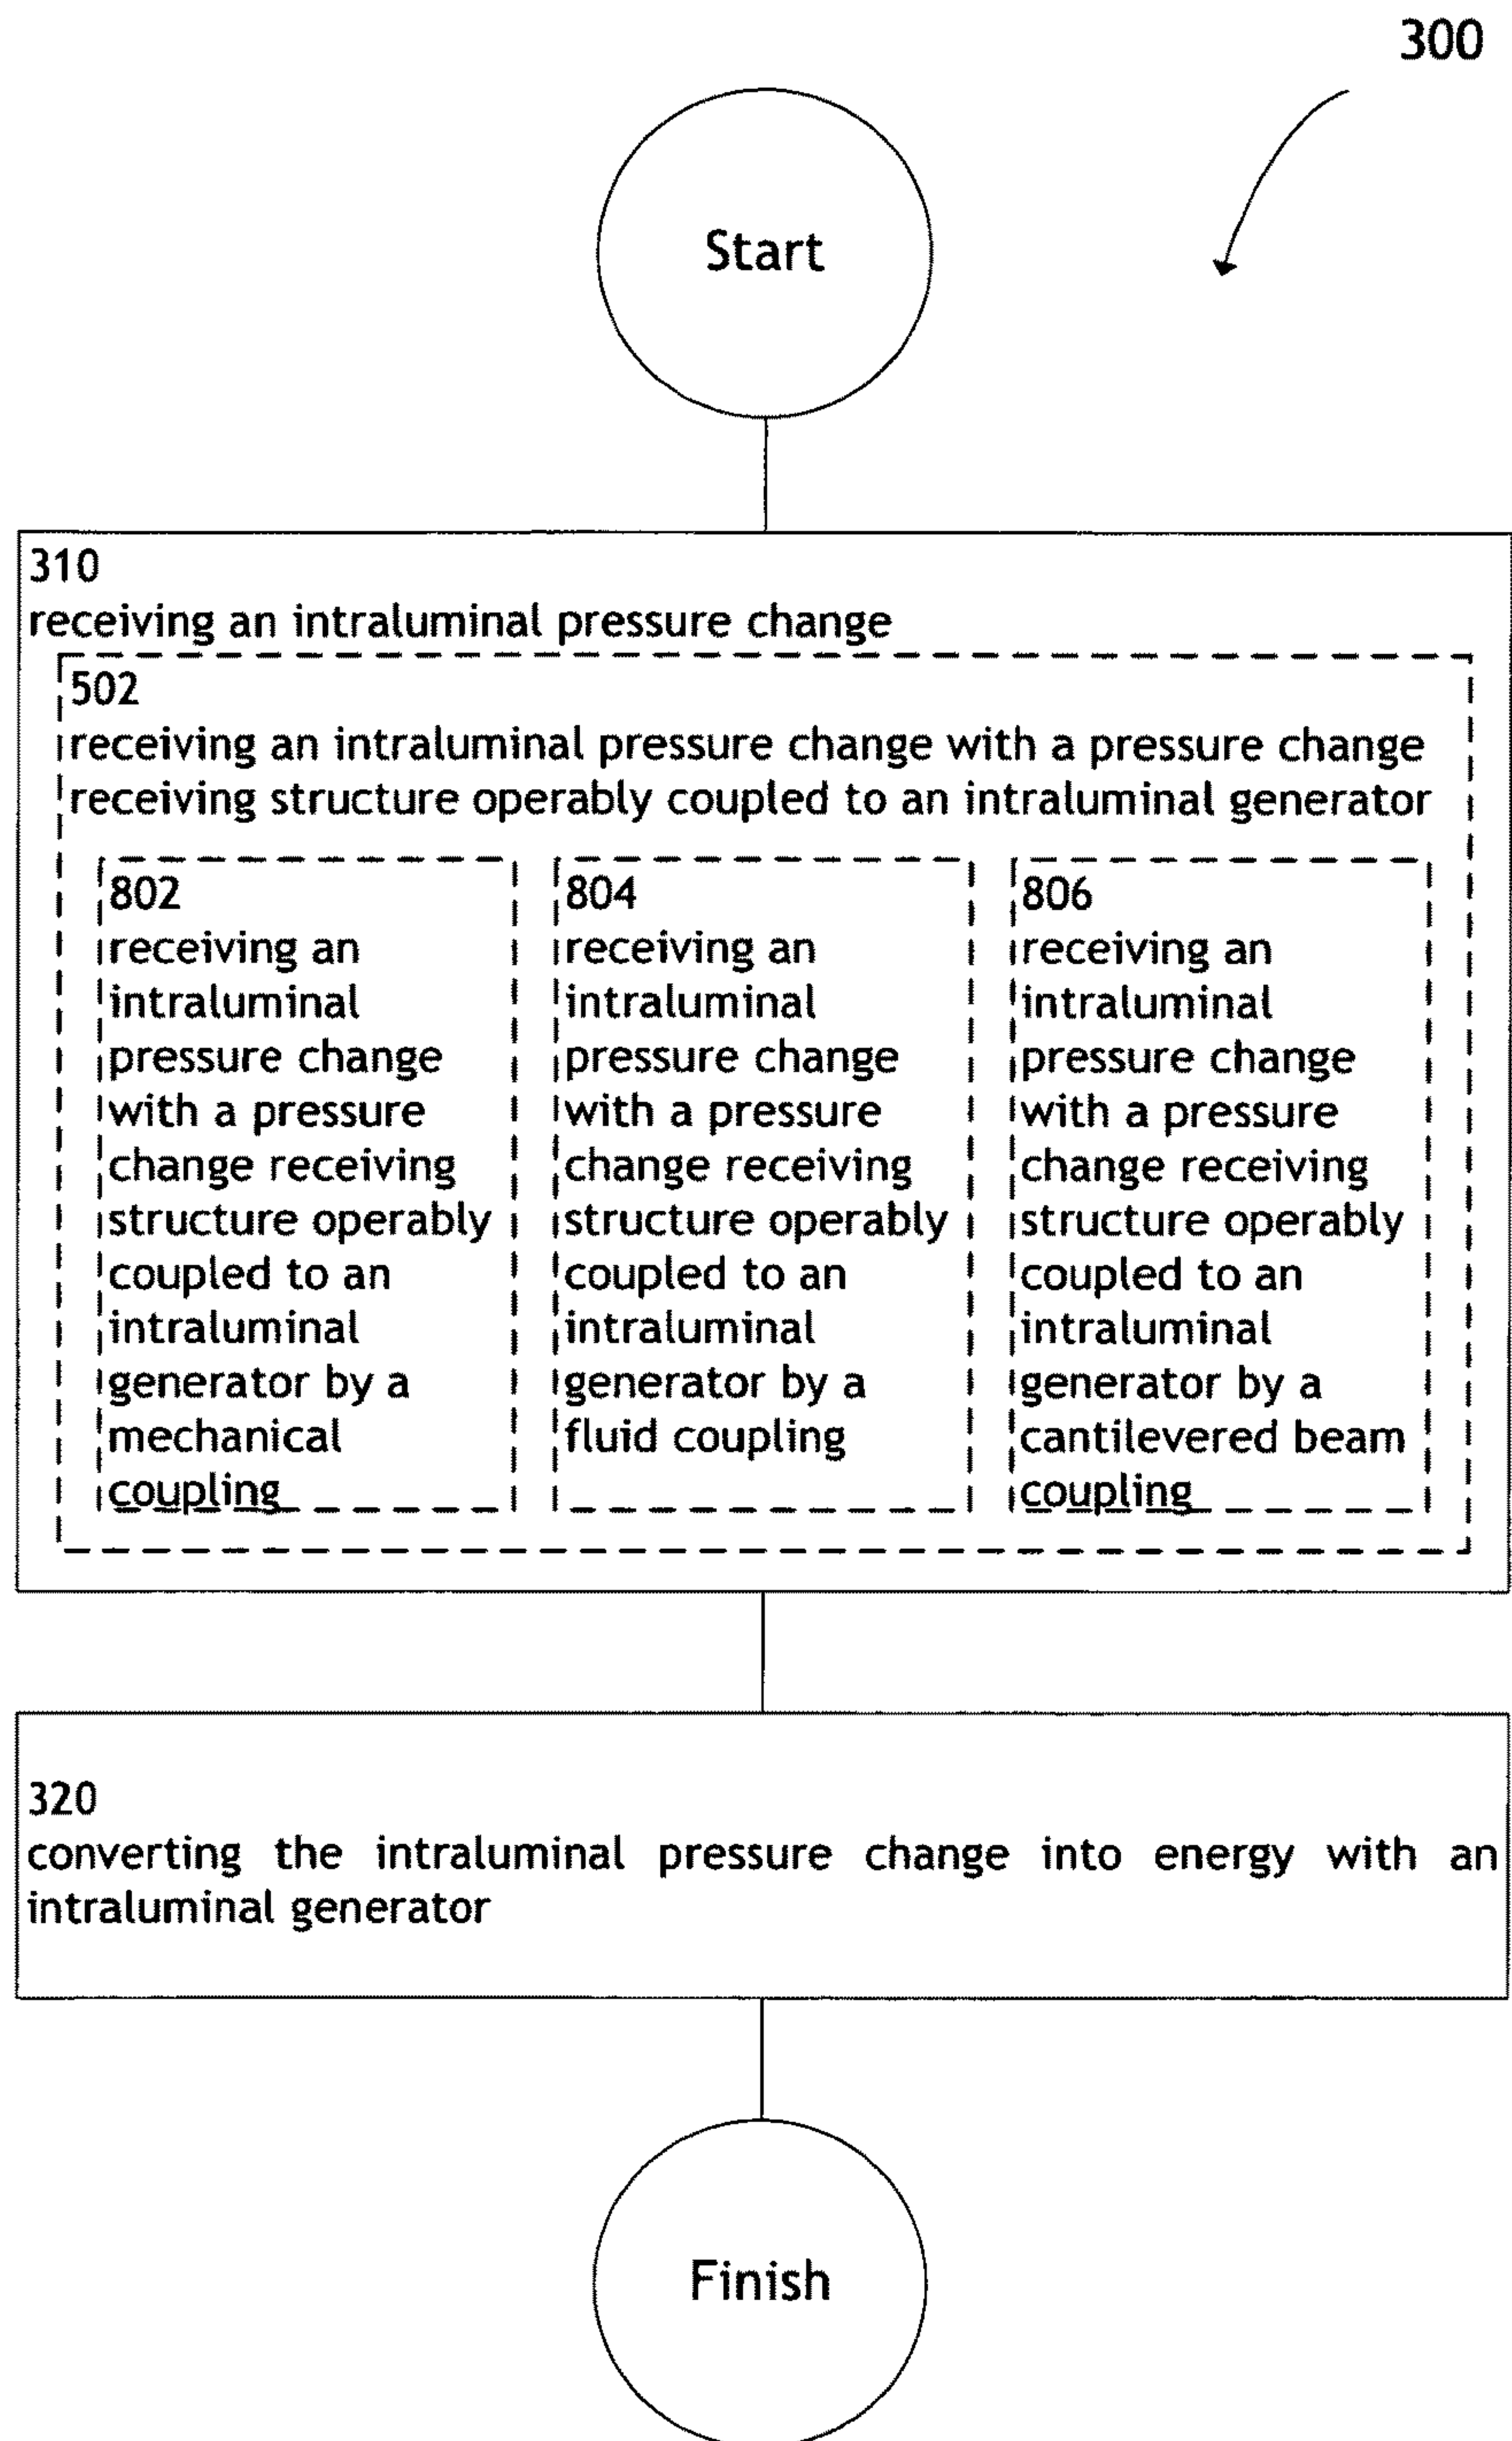 300
Start
310
receiving an intraluminal pressure change
502
receiving an intraluminal pressure change with a pressure change
receiving structure operably coupled to an intraluminal generator
802
receiving an
intraluminal
pressure change
with a pressure
change receiving
structure operably
coupled to an
intraluminal
generator by a
mechanical
coupling
804
receiving an
intraluminal
pressure change
with a pressure
change receiving
structure operably
coupled to an
intraluminal
generator by a
fluid coupling
806
receiving an
intraluminal
pressure change
with a pressure
change receiving
structure operably
coupled to an
intraluminal
generator by a
cantilevered beam
coupling
320
converting the intraluminal pressure change into energy with an
intraluminal generator
Finish